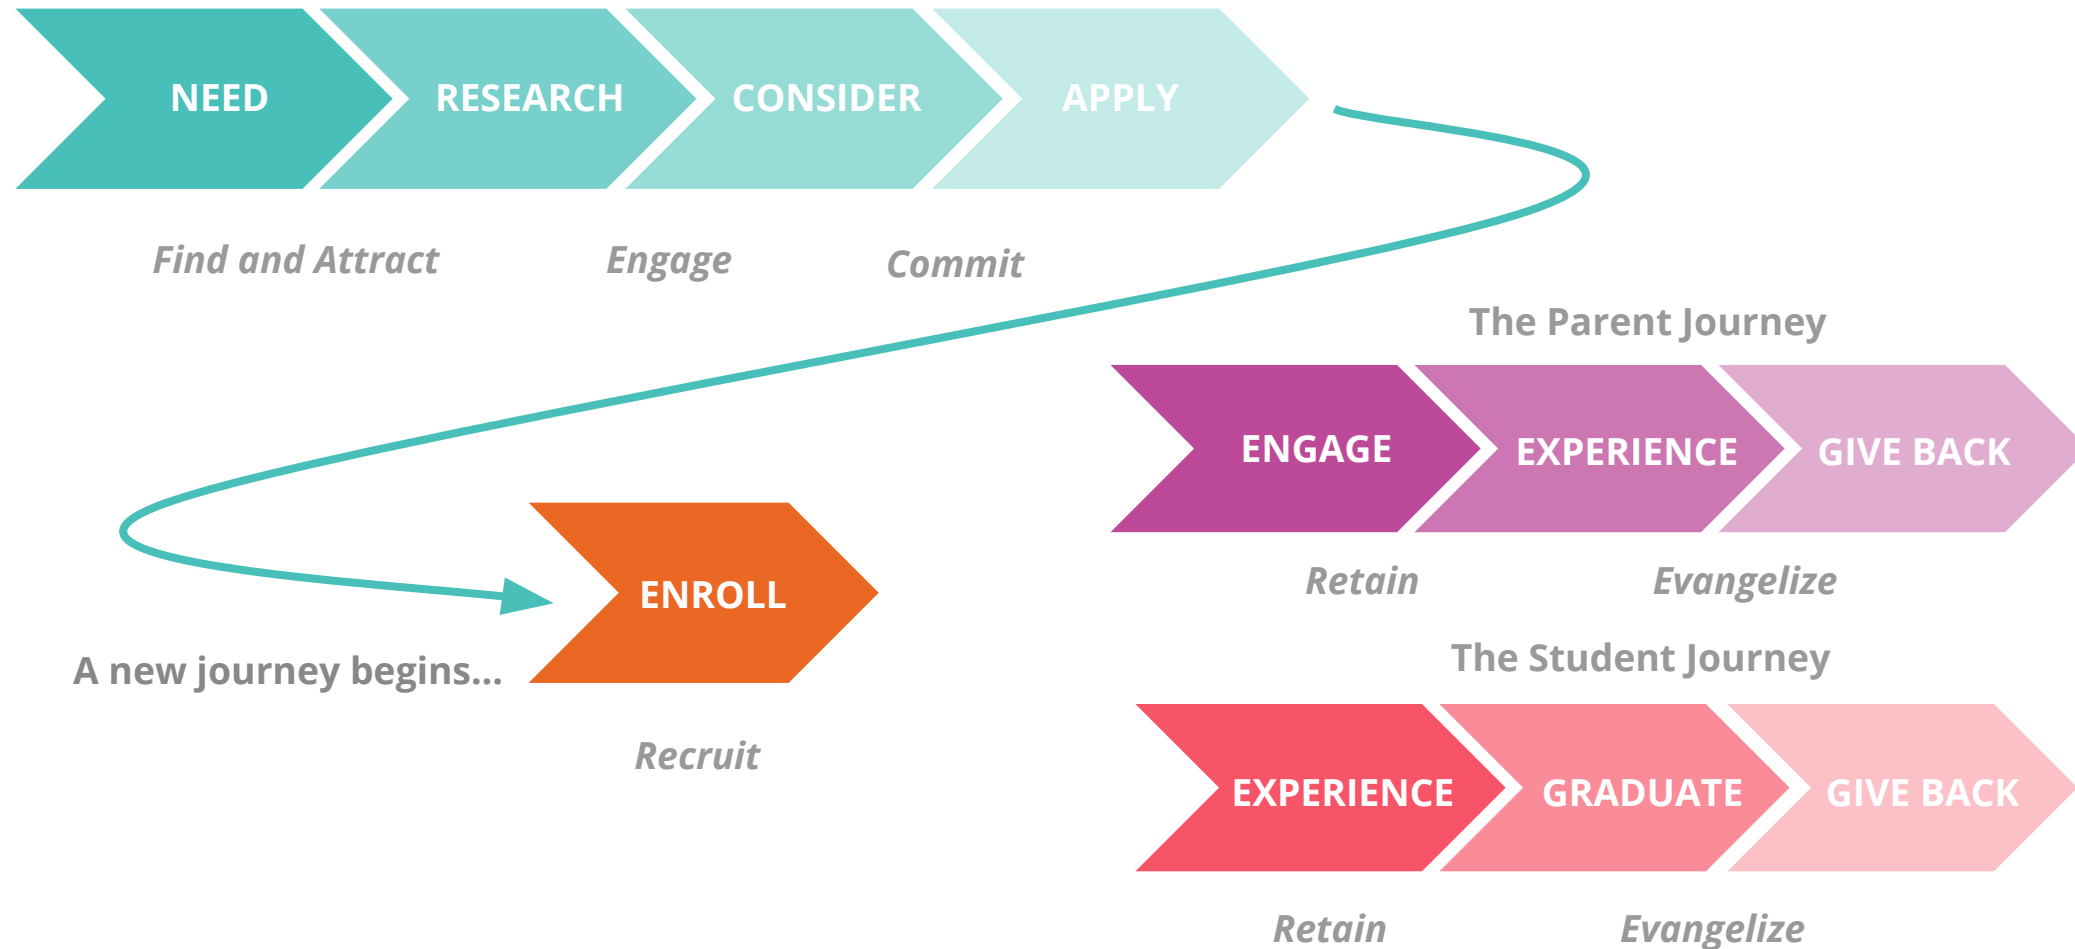 NEED
RESEARCH
CONSIDER
APPLY
Find and Attract
Engage
Commit
The Parent Journey
ENGAGE
EXPERIENCE
GIVE BACK
Retain
Evangelize
ENROLL
A new journey begins...
Recruit
The Student Journey
EXPERIENCE
GRADUATE
GIVE BACK
Retain
Evangelize